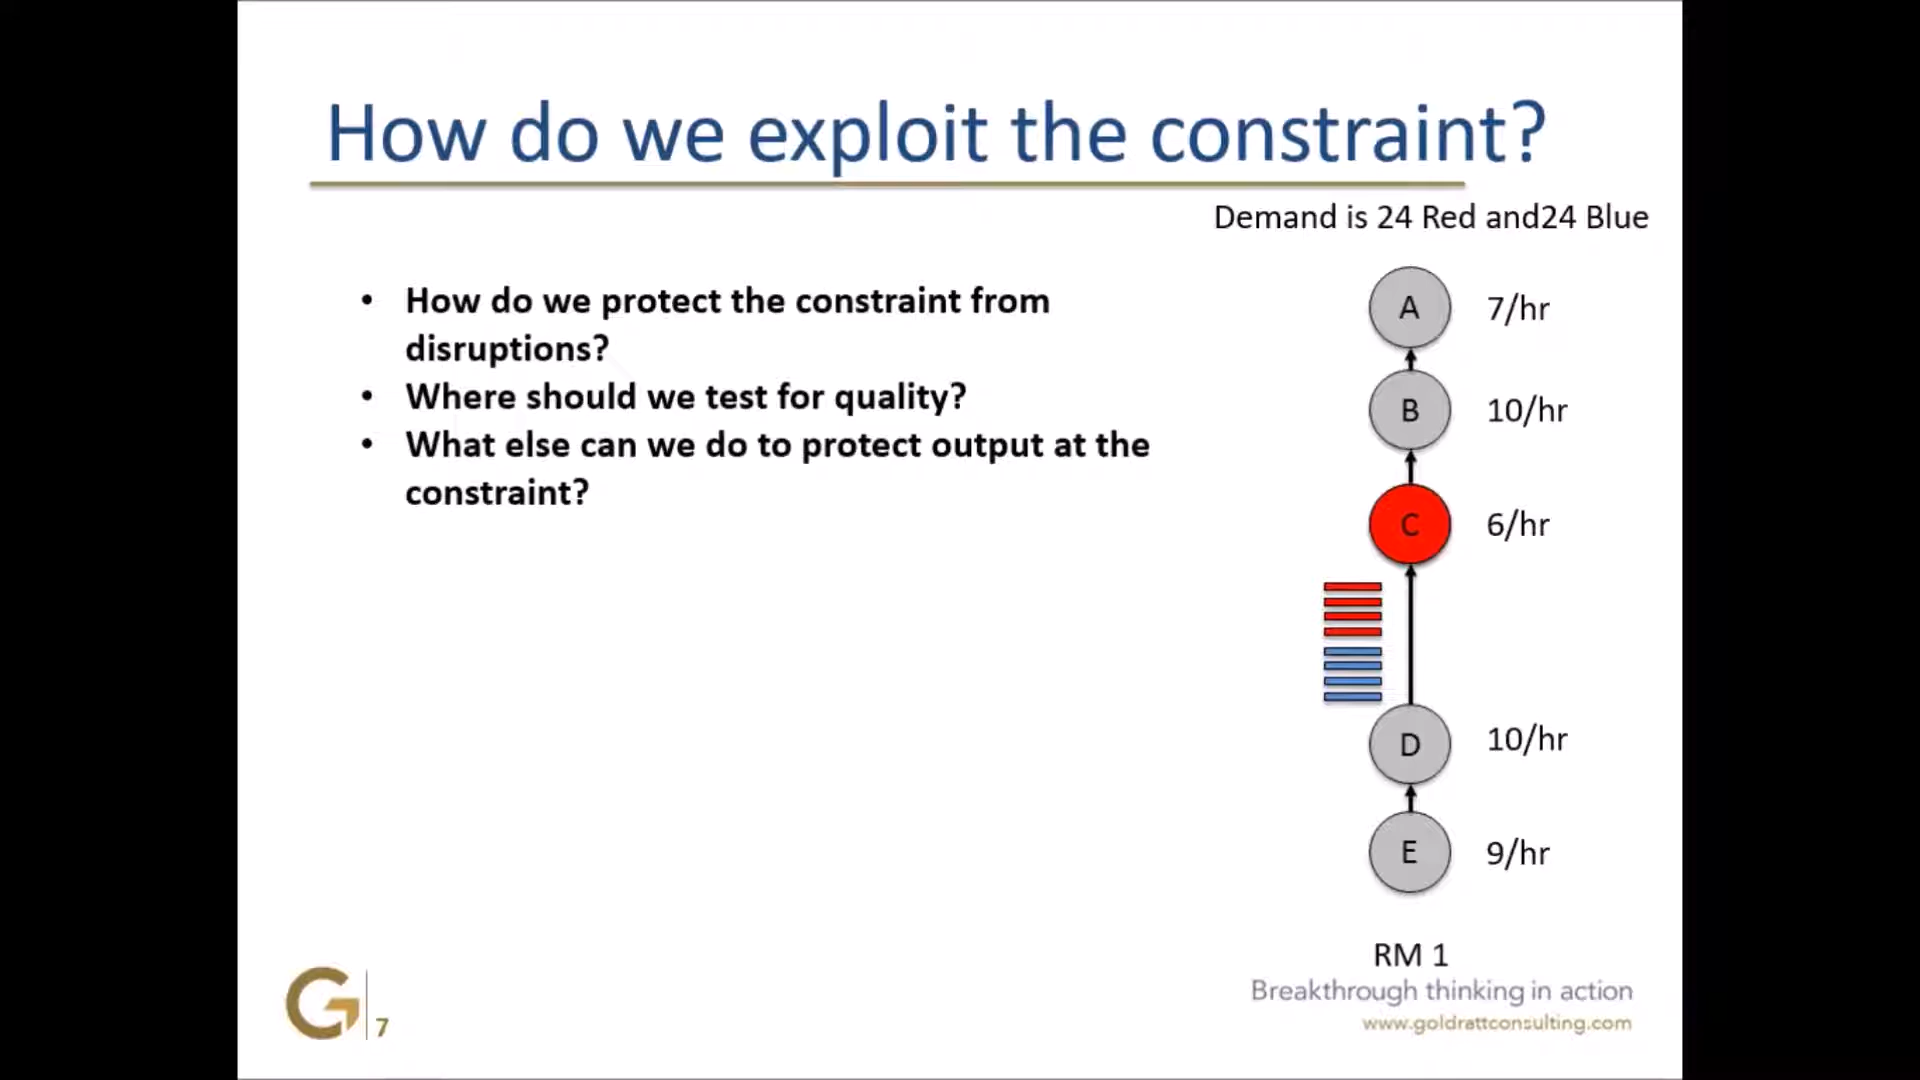 How do we exploit the constraint?
Demand is 24 Red and24 Blue
• How do we protect the constraint from
disruptions?
• Where should we test for quality?
• What else can we do to protect output at the
constraint?
A 7/hr
B 10/hr
C 6/hr
D 10/hr
E 9/hr
RM 1
G 7
Breakthrough thinking in action
www.goldrattconsulting.com